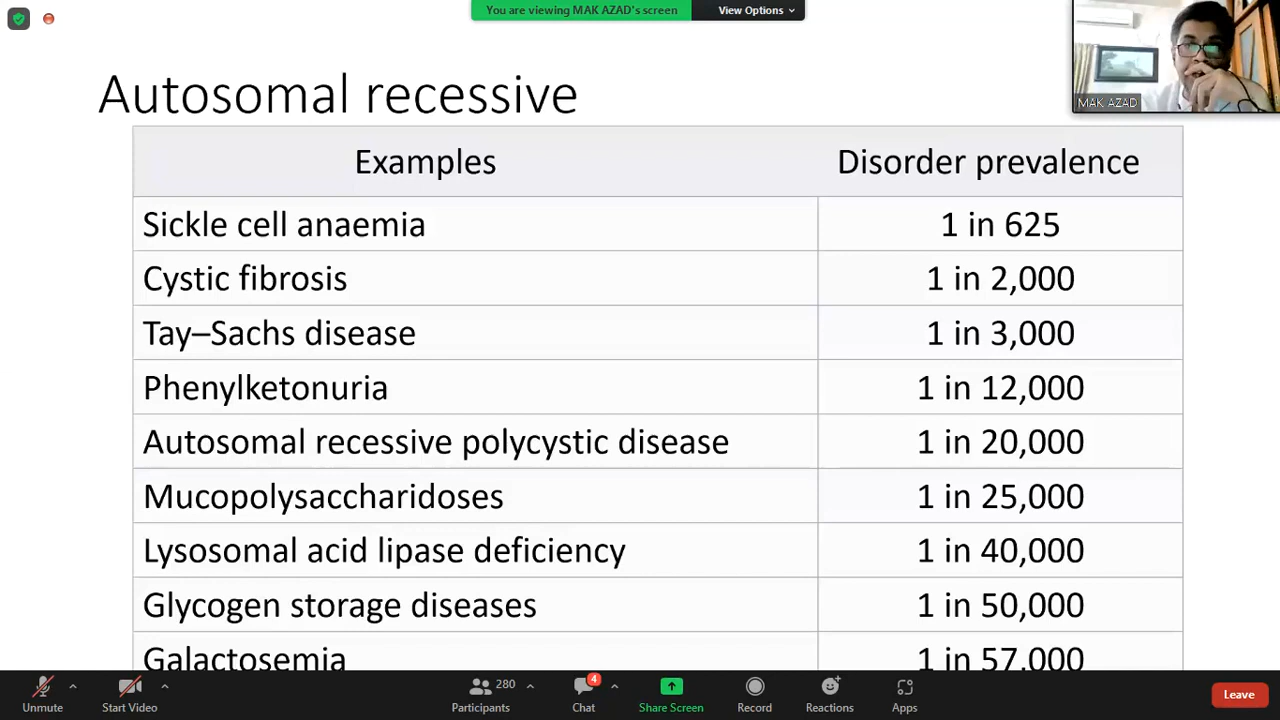 You are viewing MAK AZAD's screen View Options
MAK AZAD
Autosomal recessive
Examples Disorder prevalence
Sickle cell anaemia 1 in 625
Cystic fibrosis 1 in 2,000
Tay–Sachs disease 1 in 3,000
Phenylketonuria 1 in 12,000
Autosomal recessive polycystic disease 1 in 20,000
Mucopolysaccharidoses 1 in 25,000
Lysosomal acid lipase deficiency 1 in 40,000
Glycogen storage diseases 1 in 50,000
Galactosemia 1 in 57,000
280 4
Unmute Start Video Participants Chat Share Screen Record Reactions Apps Leave